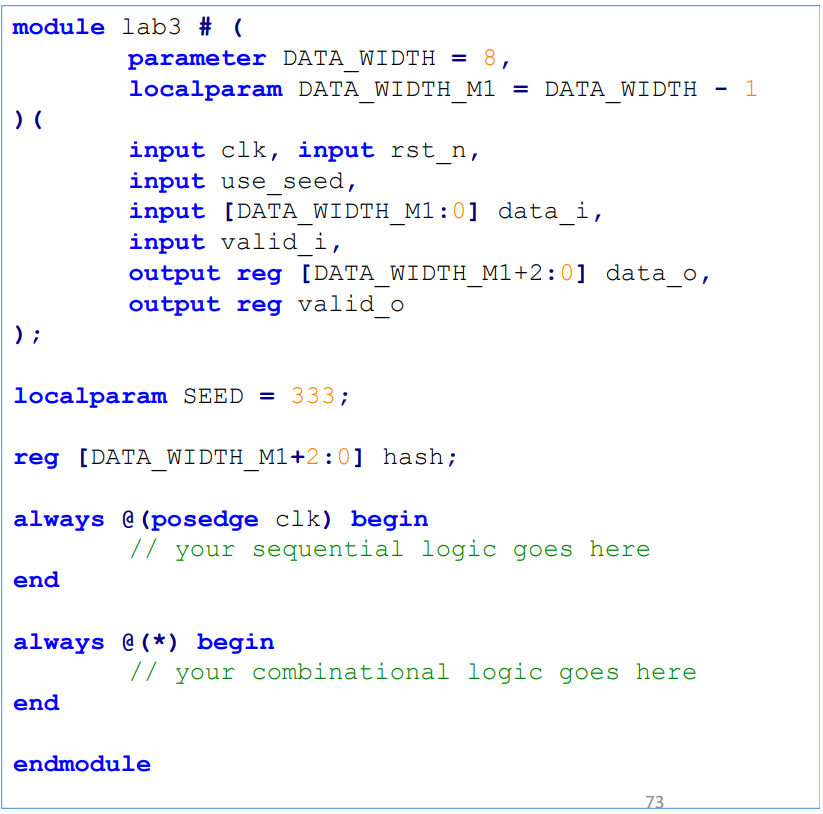 module lab3 # (
parameter DATA_WIDTH = 8,
localparam DATA_WIDTH_M1 = DATA_WIDTH - 1
)(
input clk, input rst_n,
input use_seed,
input [DATA_WIDTH_M1:0] data_i,
input valid_i,
output reg [DATA_WIDTH_M1+2:0] data_o,
output reg valid_o
);
localparam SEED = 333;
reg [DATA_WIDTH_M1+2:0] hash;
always @(posedge clk) begin
// your sequential logic goes here
end
always @(*) begin
// your combinational logic goes here
end
endmodule
73